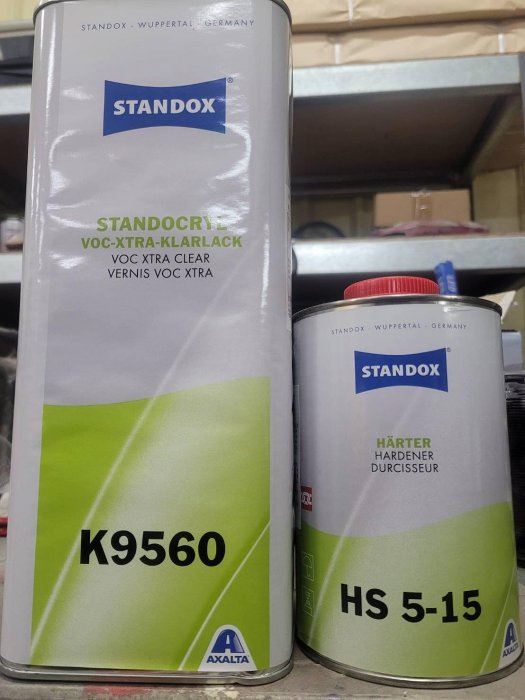 STANDOX - WUPPERTAL - GERMANY
STANDOX
STANDOCRYL
VOC-XTRA-KLARLACK
VOC XTRA CLEAR
VERNIS VOC XTRA
K9560
AXALTA
STANDOX - WUPPERTAL - GERMANY
STANDOX
HÄRTER
HARDENER
DURCISSEUR
HS 5-15
AXALTA